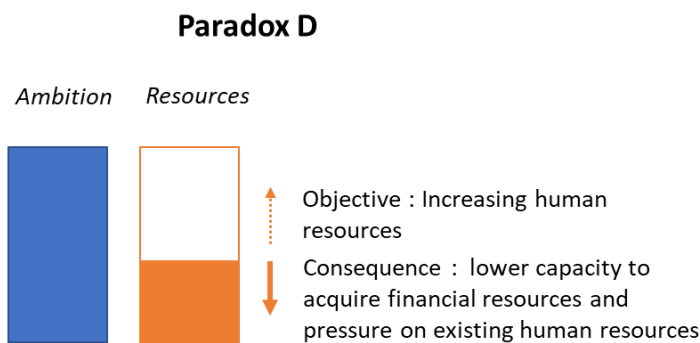 Paradox D
Ambition
Resources
Objective : Increasing human
resources
Consequence : lower capacity to
acquire financial resources and
pressure on existing human resources